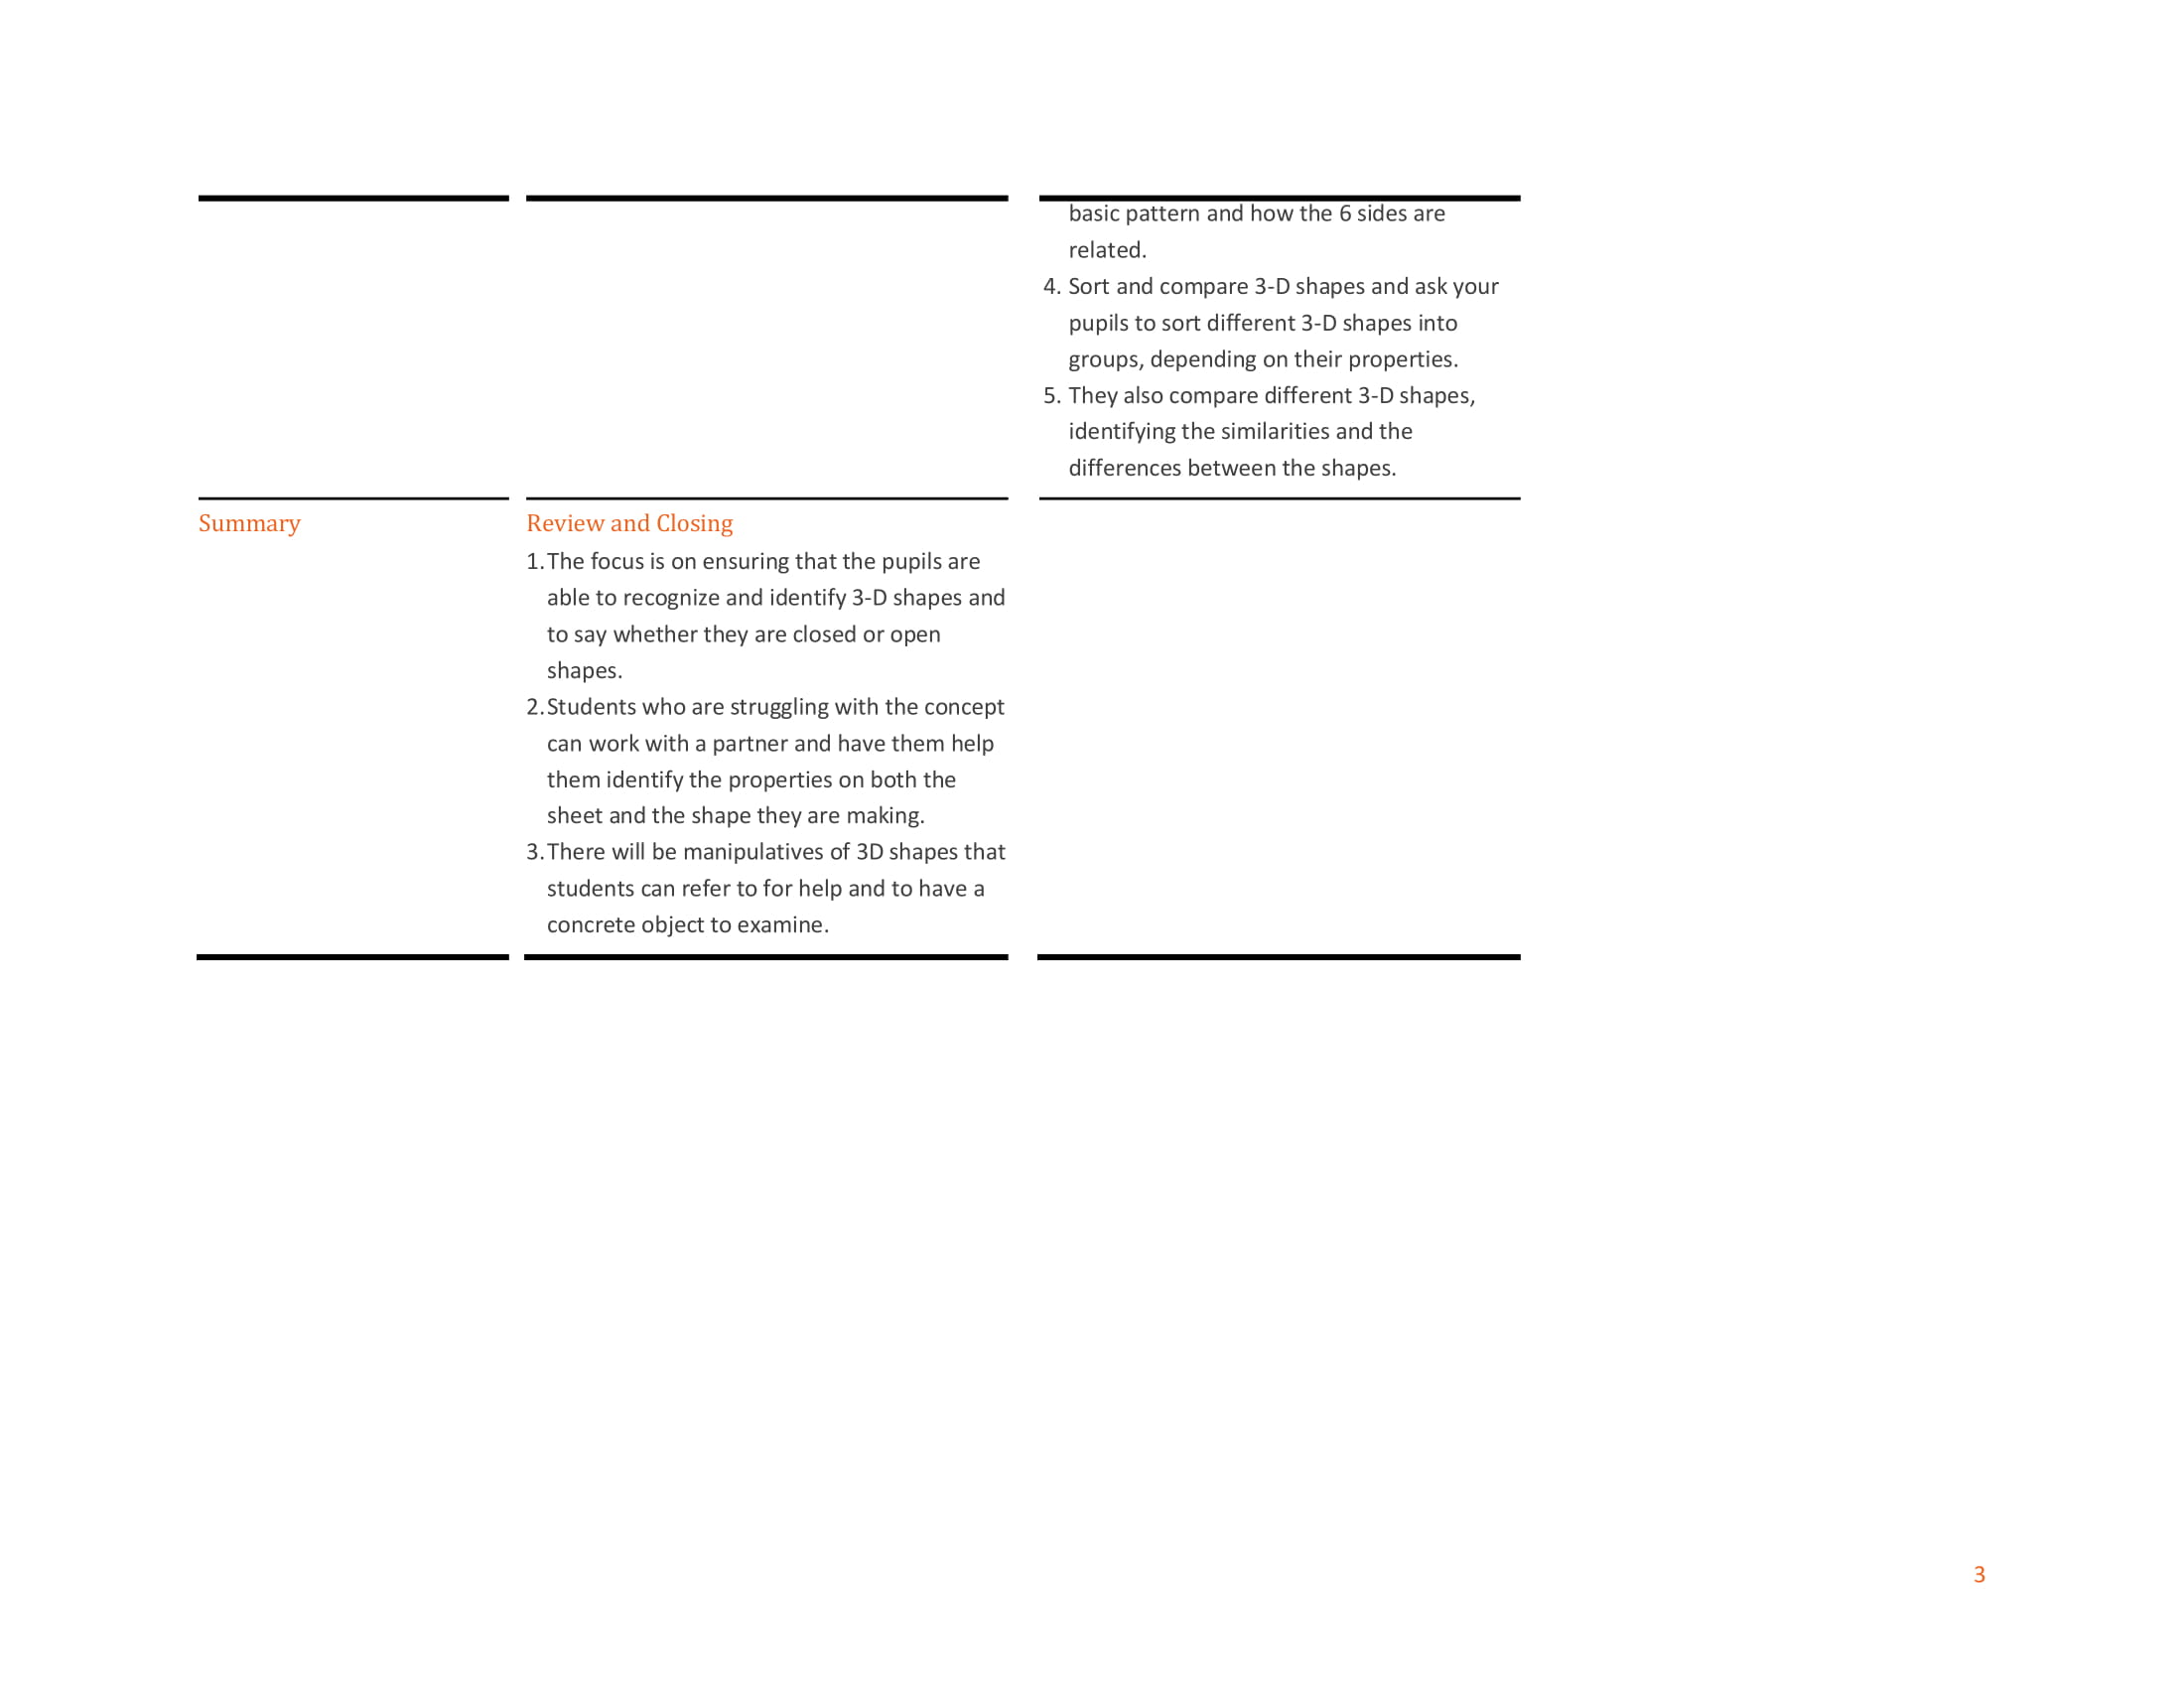 basic pattern and how the 6 sides are
related.
4. Sort and compare 3-D shapes and ask your
pupils to sort different 3-D shapes into
groups, depending on their properties.
5. They also compare different 3-D shapes,
identifying the similarities and the
differences between the shapes.
Summary
Review and Closing
1. The focus is on ensuring that the pupils are
able to recognize and identify 3-D shapes and
to say whether they are closed or open
shapes.
2. Students who are struggling with the concept
can work with a partner and have them help
them identify the properties on both the
sheet and the shape they are making.
3. There will be manipulatives of 3D shapes that
students can refer to for help and to have a
concrete object to examine.
3